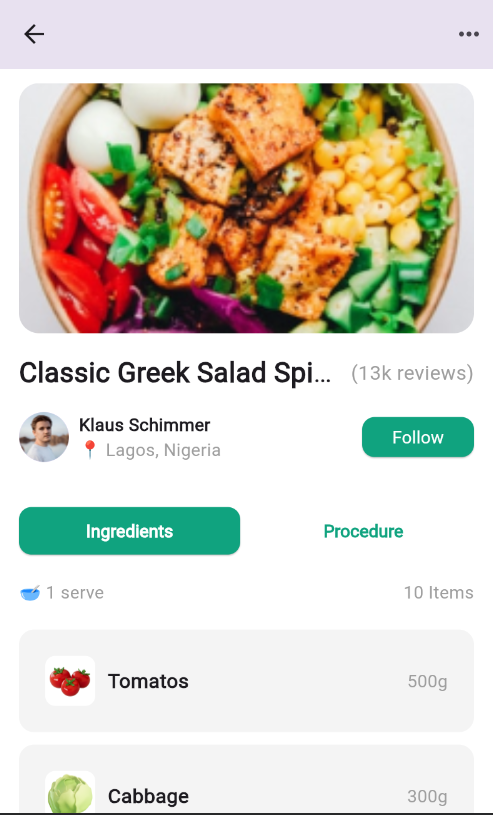 Classic Greek Salad Spi...
(13k reviews)
Klaus Schimmer
Lagos, Nigeria
Follow
Ingredients
Procedure
1 serve
10 Items
Tomatos
500g
Cabbage
300g